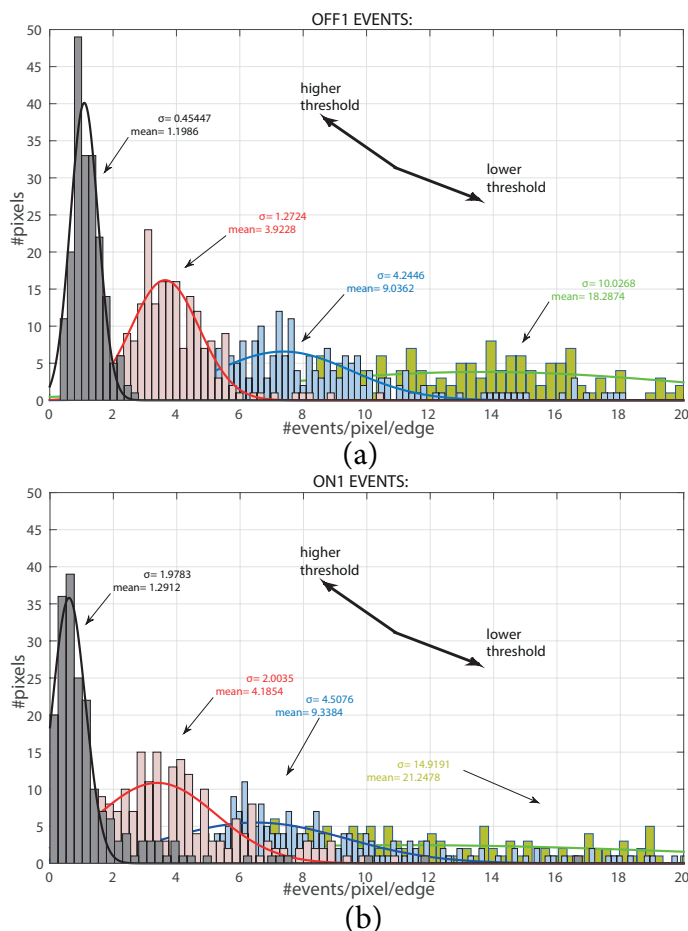 OFF1 EVENTS:
50
45
40
35
30
25
20
15
10
5
0
#pixels
higher
threshold
lower
threshold
σ= 0.45447
mean= 1.1986
σ= 1.2724
mean= 3.9228
σ= 4.2446
mean= 9.0362
σ= 10.0268
mean= 18.2874
0 2 4 6 8 10 12 14 16 18 20
#events/pixel/edge
(a)
ON1 EVENTS:
50
45
40
35
30
25
20
15
10
5
0
#pixels
higher
threshold
lower
threshold
σ= 1.9783
mean= 1.2912
σ= 2.0035
mean= 4.1854
σ= 4.5076
mean= 9.3384
σ= 14.9191
mean= 21.2478
0 2 4 6 8 10 12 14 16 18 20
#events/pixel/edge
(b)